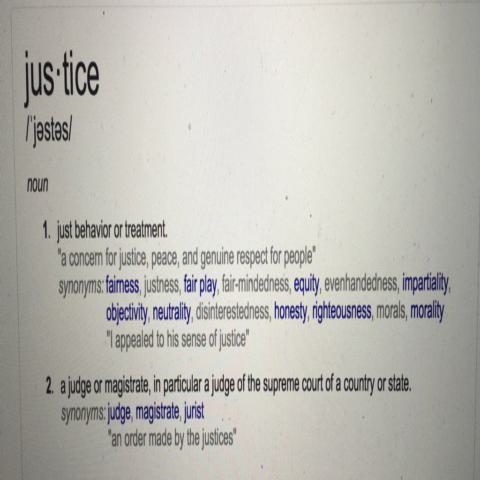 jus·tice
/ˈjəstəs/
noun
1. just behavior or treatment.
"a concern for justice, peace, and genuine respect for people"
synonyms: fairness, justness, fair play, fair-mindedness, equity, evenhandedness, impartiality,
objectivity, neutrality, disinterestedness, honesty, righteousness, morals, morality
"I appealed to his sense of justice"
2. a judge or magistrate, in particular a judge of the supreme court of a country or state.
synonyms: judge, magistrate, jurist
"an order made by the justices"